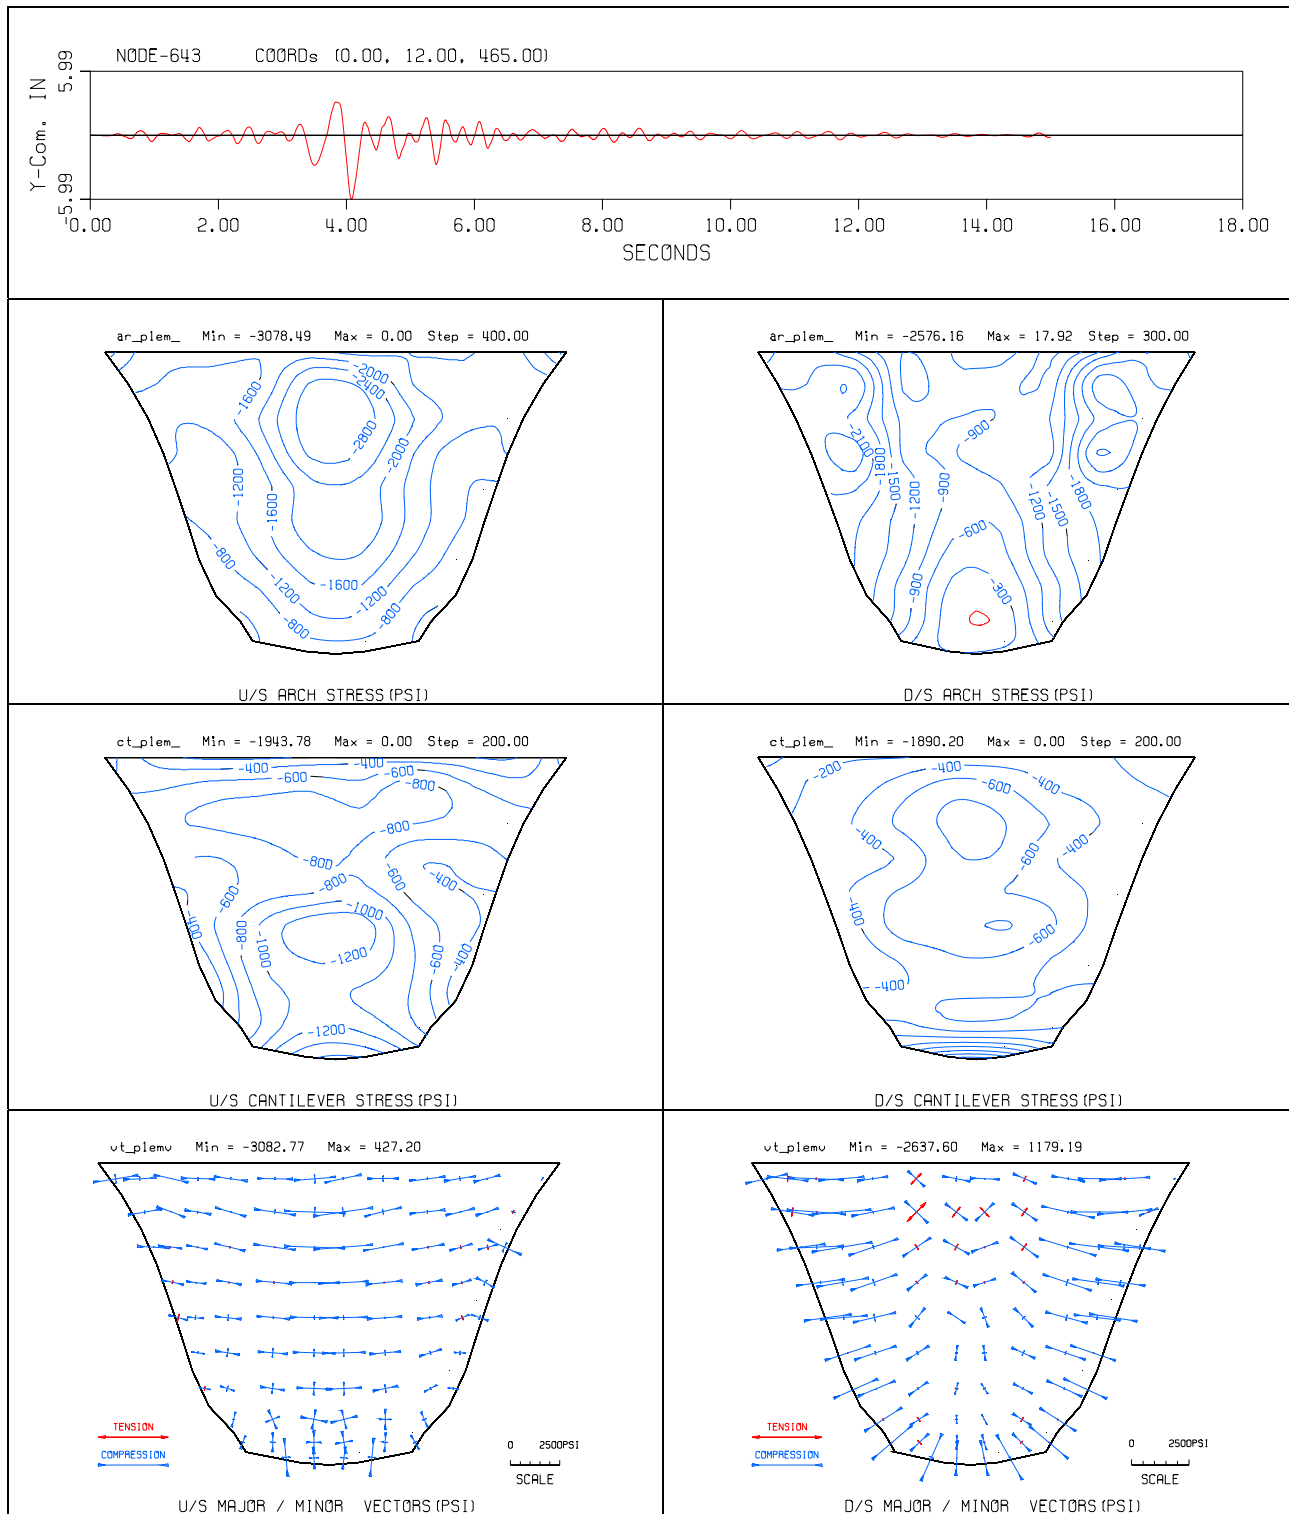 NODE-643 COORDs (0.00, 12.00, 465.00)
5.99
Y-Com. IN
-5.99
-0.00 2.00 4.00 6.00 8.00 10.00 12.00 14.00 16.00 18.00
SECONDS
ar_plem_ Min = -3078.49 Max = 0.00 Step = 400.00
-2000
-2400
-1600
-2800
-2000
-1200
-1600
-800
-1600
-1200
-1200
-800
-800
U/S ARCH STRESS(PSI)
ar_plem_ Min = -2576.16 Max = 17.92 Step = 300.00
-900
-2100
-1800
-1500
-1200
-900
-1800
-1200
-1500
-600
-900
-300
D/S ARCH STRESS(PSI)
ct_plem_ Min = -1943.78 Max = 0.00 Step = 200.00
-400 -400
-600 -600
-800
-800
-800
-600
-800
-600
-400
-400
-1000
-800
-1000
-1200
-600
-400
-1200
U/S CANTILEVER STRESS(PSI)
ct_plem_ Min = -1890.20 Max = 0.00 Step = 200.00
-200 -400 -400
-600
-400
-600
-400
-400
-600
-400
D/S CANTILEVER STRESS(PSI)
vt_plemv Min = -3082.77 Max = 427.20
TENSION
COMPRESSION
0 2500PSI
SCALE
U/S MAJOR / MINOR VECTORS(PSI)
vt_plemv Min = -2637.60 Max = 1179.19
TENSION
COMPRESSION
0 2500PSI
SCALE
D/S MAJOR / MINOR VECTORS(PSI)